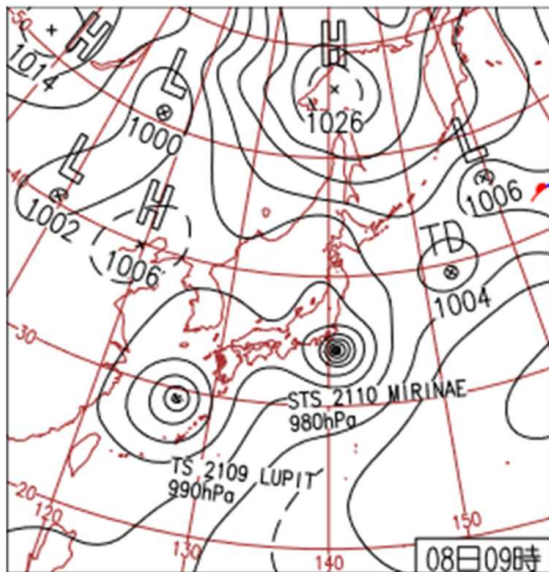 50
H
1014
L
1000
H
1026
L
1006
L
1002
40
H
1006
TD
1004
30
STS 2110 MIRINAE
980hPa
TS 2109 LUPIT
990hPa
20
120
130
140
150
08日09時